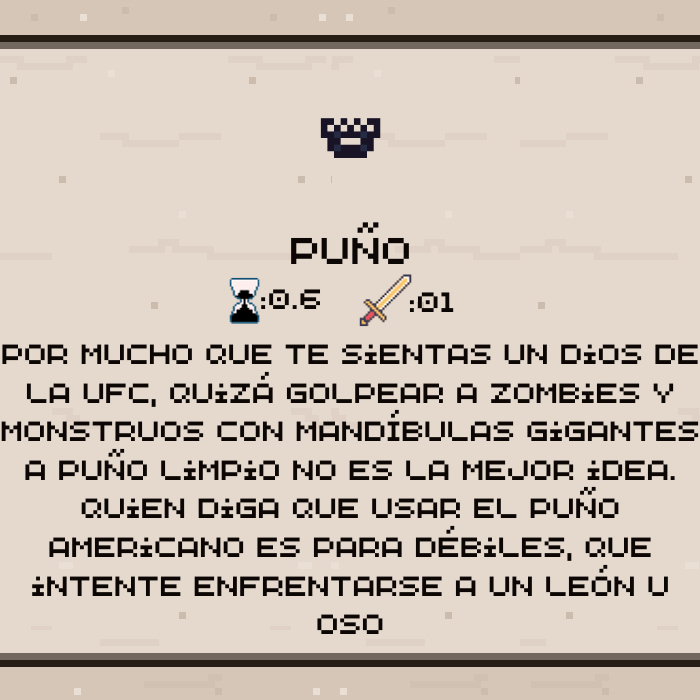 PUÑO
:0.6 :01
POR MUCHO QUE TE SiENTAS UN DiOS DE
LA UFC, QUiZÁ GOLPEAR A ZOMBiES Y
MONSTRUOS CON MANDÍBULAS GiGANTES
A PUÑO LiMPiO NO ES LA MEJOR iDEA.
QUiEN DiGA QUE USAR EL PUÑO
AMERiCANO ES PARA DÉBiLES, QUE
iNTENTE ENFRENTARSE A UN LEÓN U
OSO